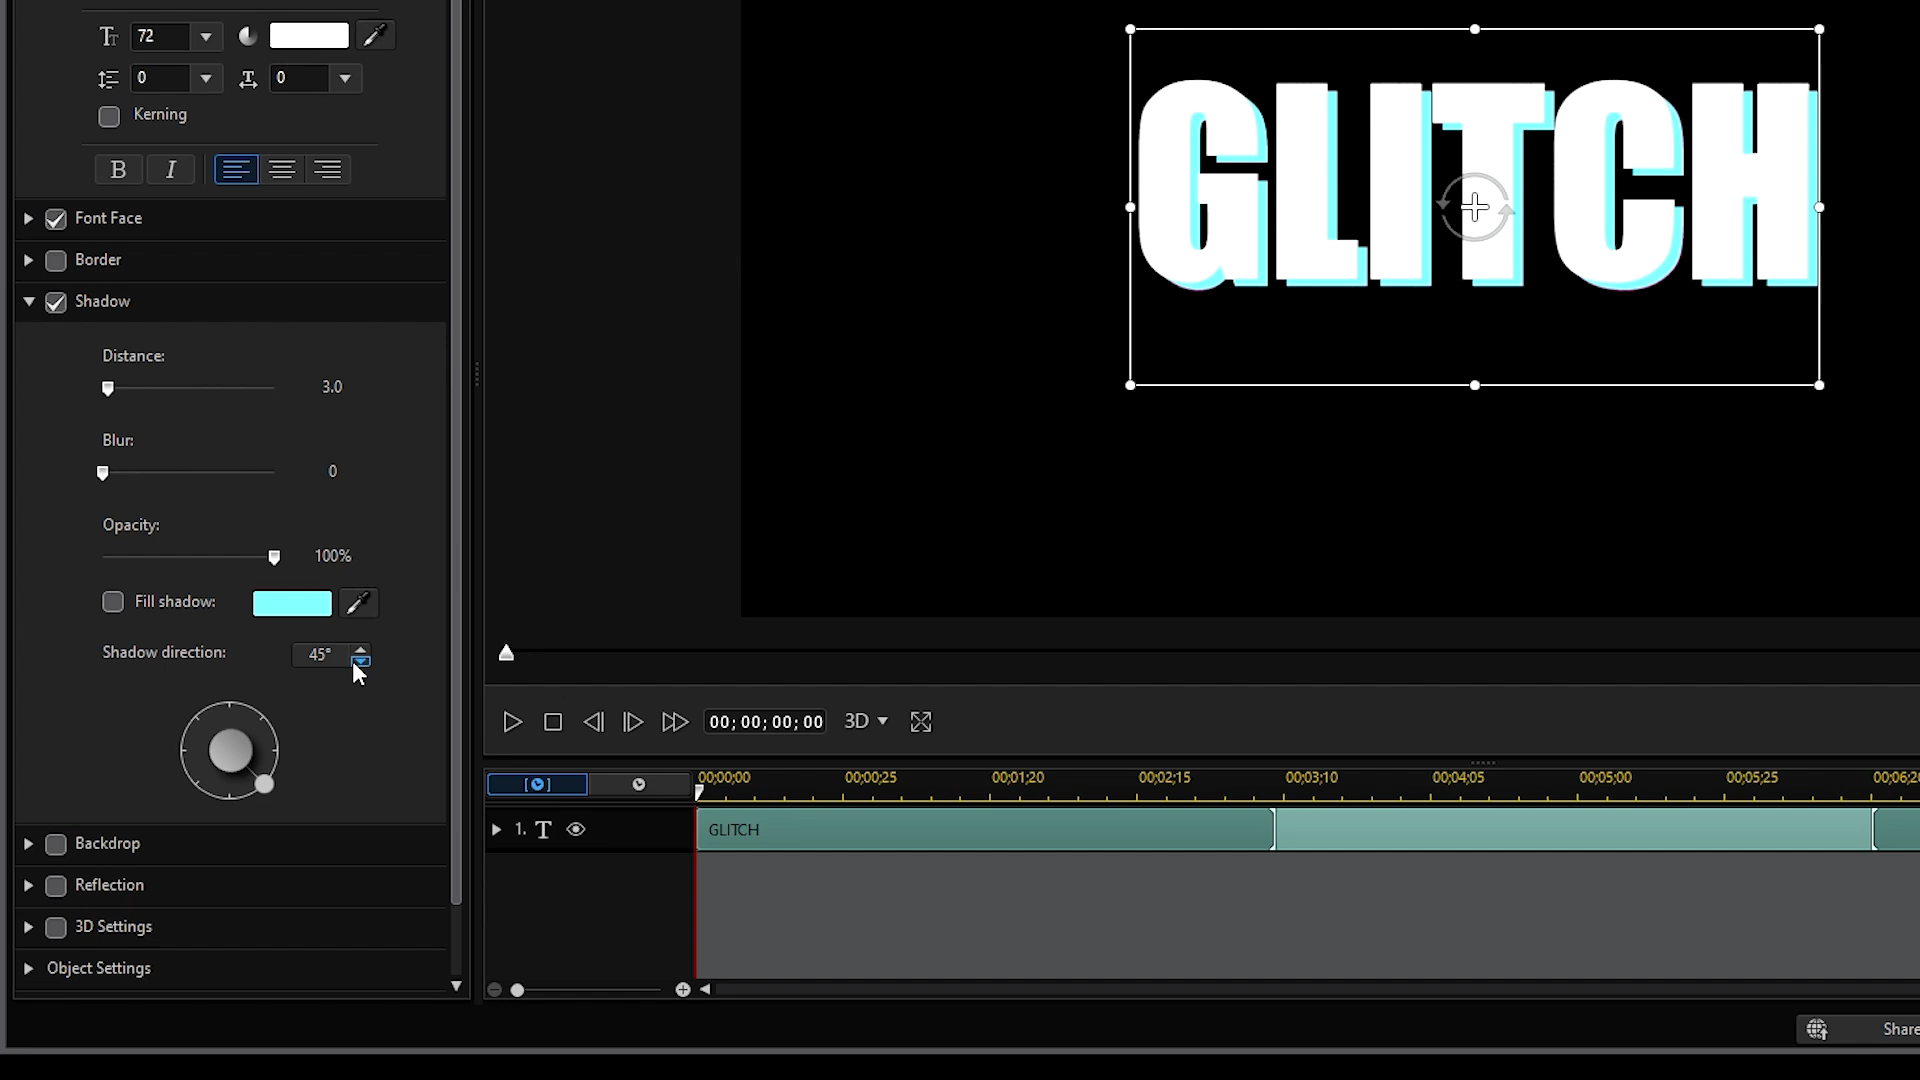 72
0 0
Kerning
B I
Font Face
Border
Shadow
Distance:
3.0
Blur:
0
Opacity:
100%
Fill shadow:
Shadow direction: 45°
Backdrop
Reflection
3D Settings
Object Settings
GLITCH
00;00;00;00 3D
00;00;00 00;00;25 00;01;20 00;02;15 00;03;10 00;04;05 00;05;00 00;05;25 00;06;20
1. T GLITCH
Share